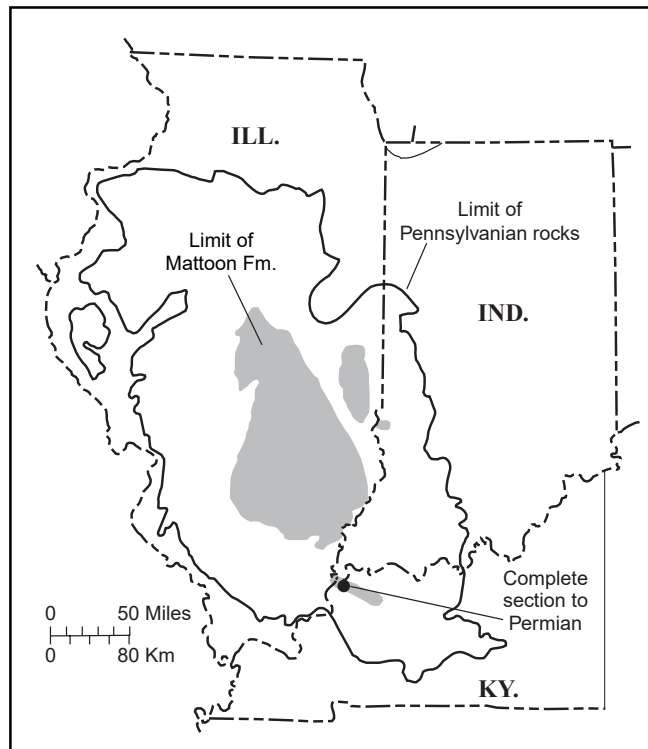 ILL.
Limit of
Pennsylvanian rocks
Limit of
Mattoon Fm.
IND.
Complete
section to
Permian
0 50 Miles
0 80 Km
KY.